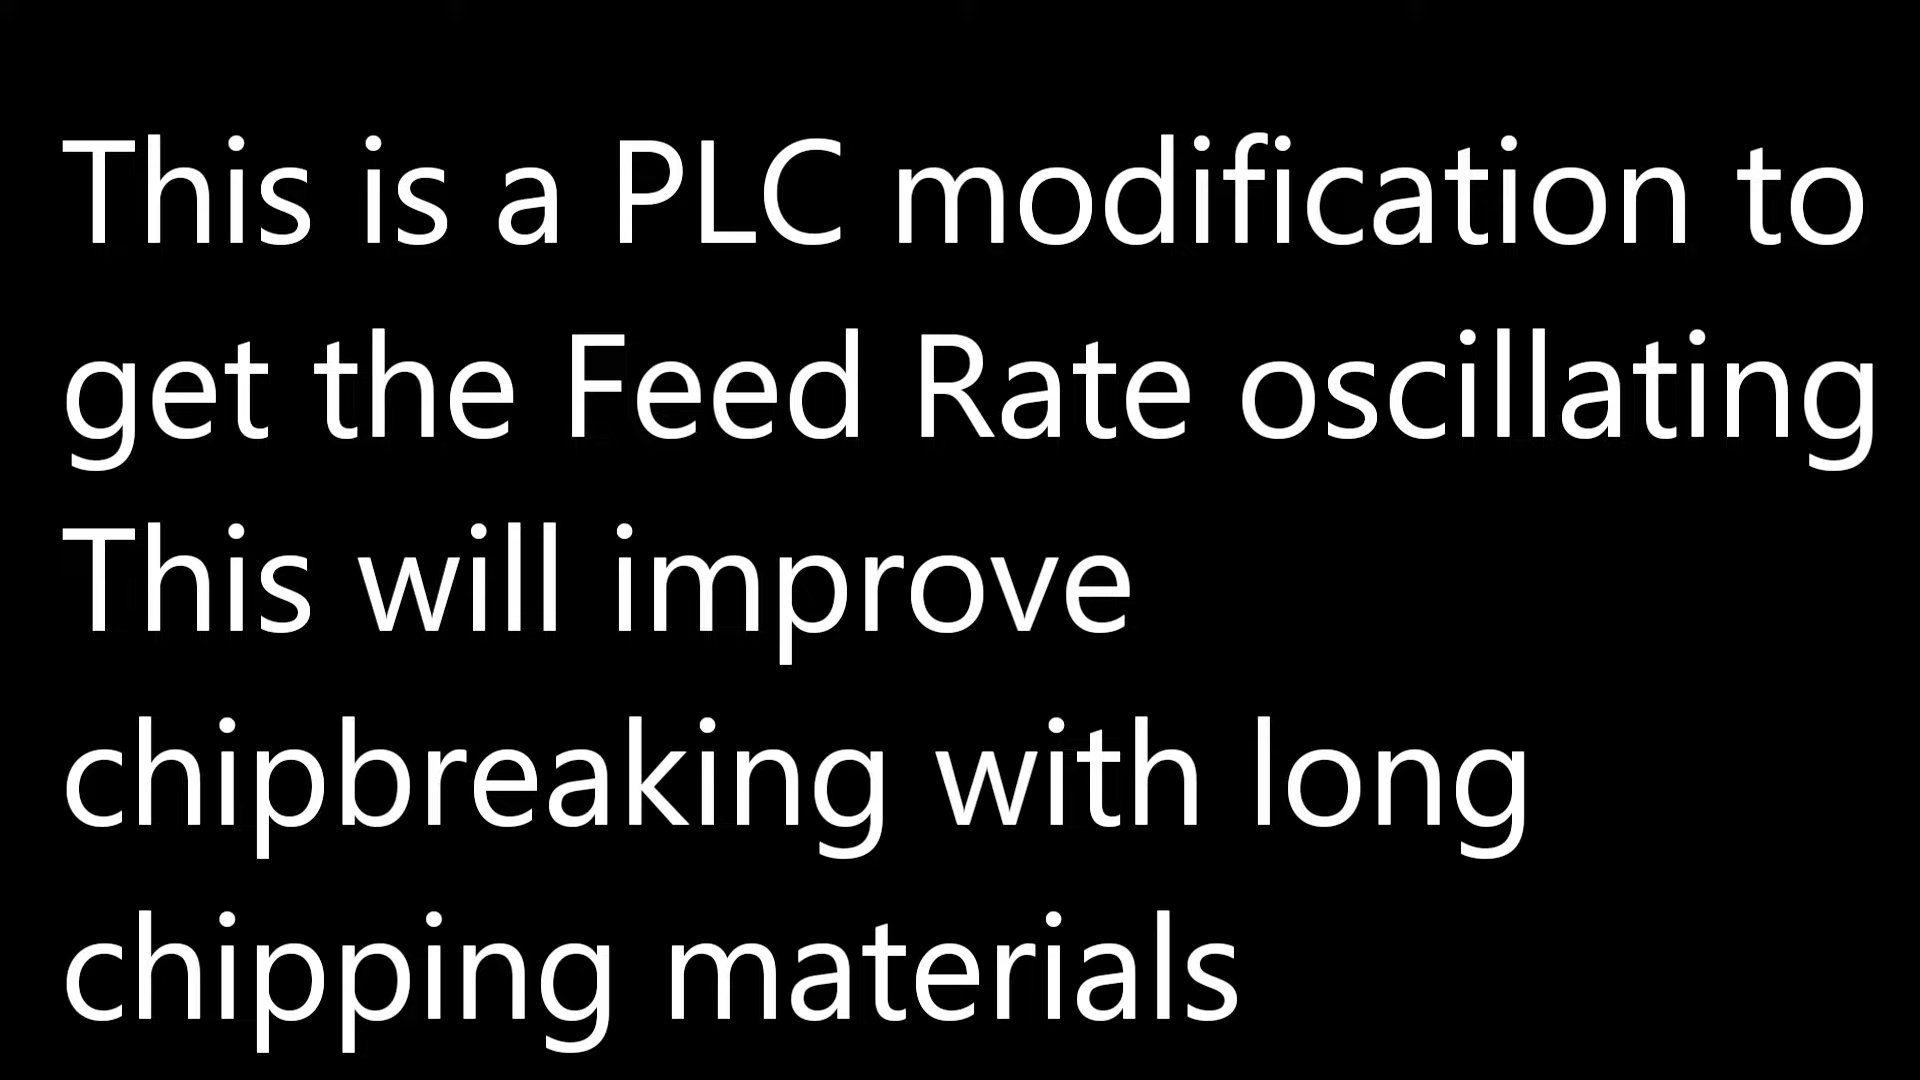 This is a PLC modification to
get the Feed Rate oscillating
This will improve
chipbreaking with long
chipping materials